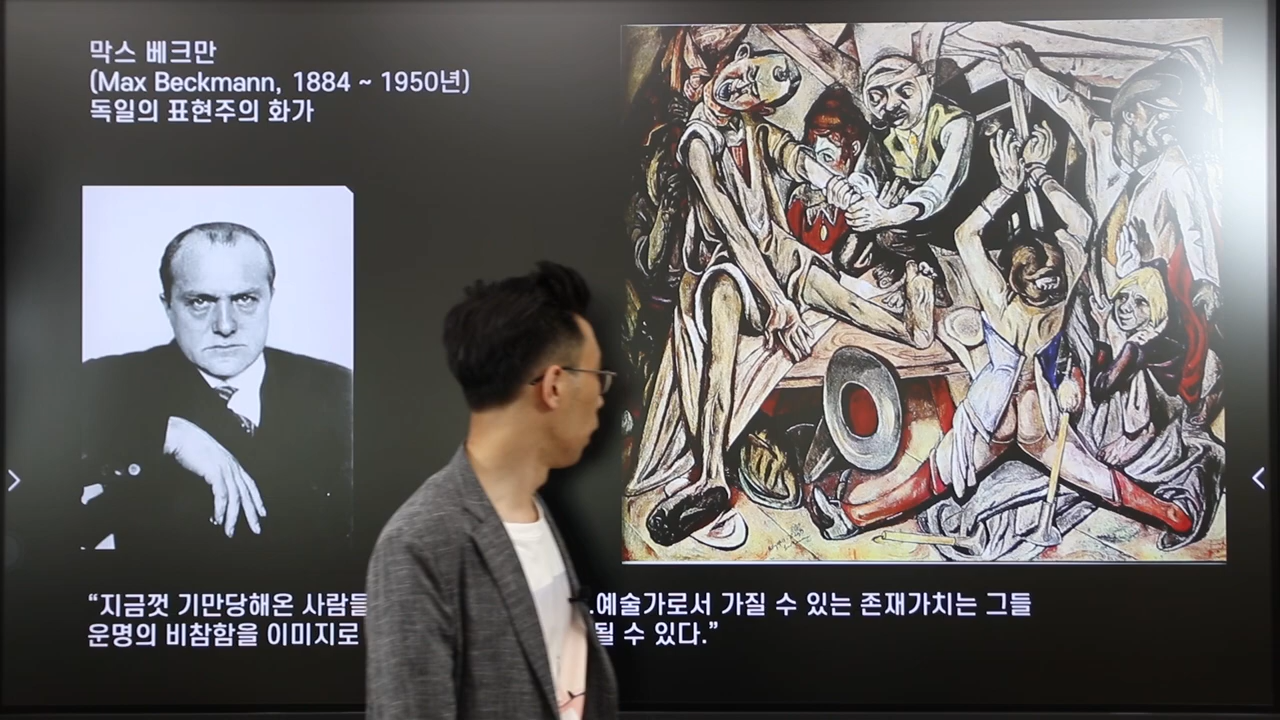 막스 베크만
(Max Beckmann, 1884 ~ 1950년)
독일의 표현주의 화가
“지금껏 기만당해온 사람들 .예술가로서 가질 수 있는 존재가치는 그들
운명의 비참함을 이미지로 될 수 있다.”